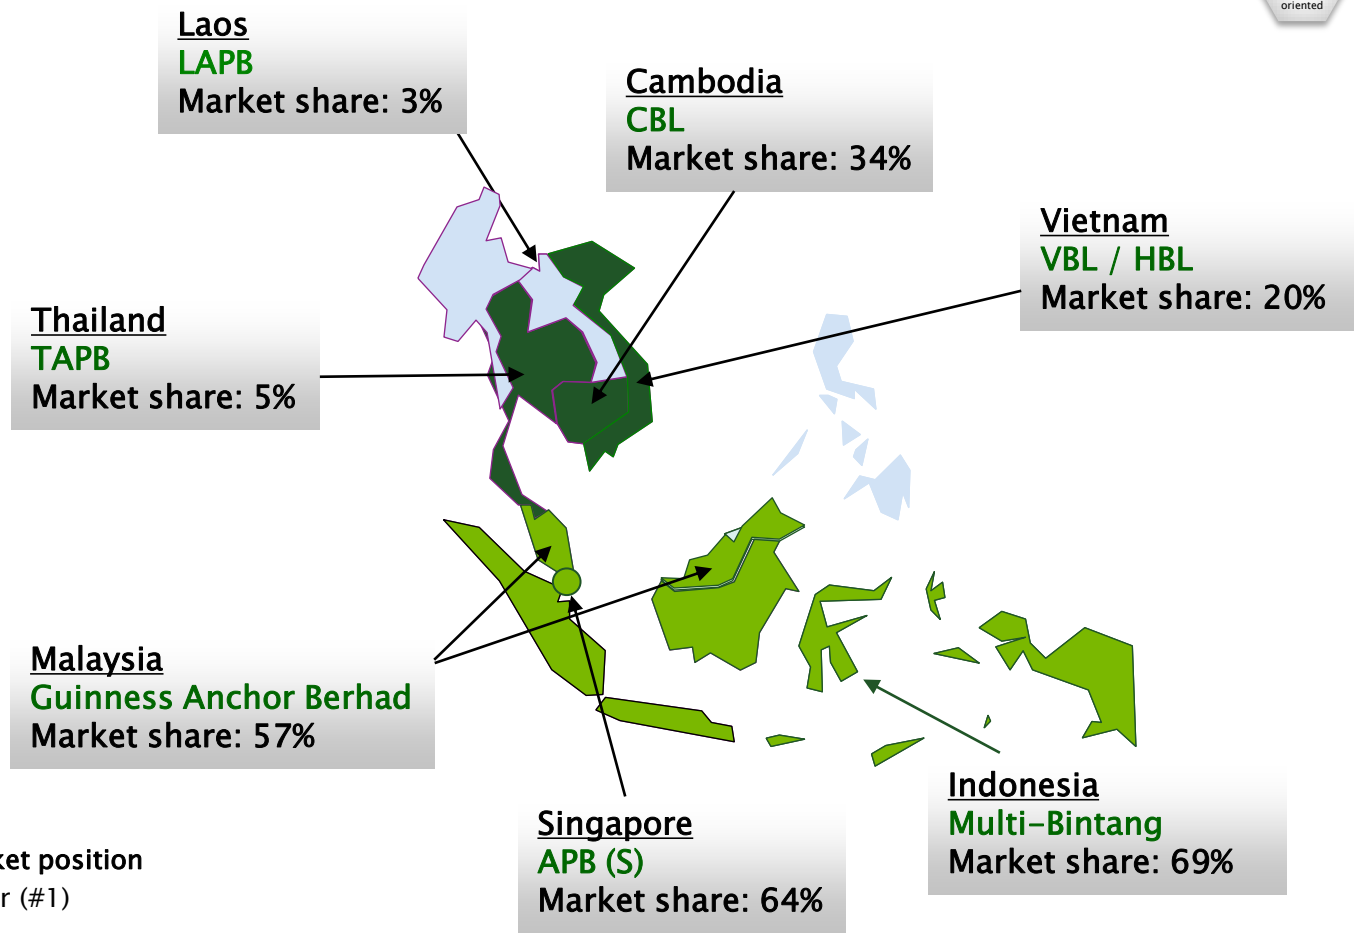 oriented
Laos
LAPB
Market share: 3%
Cambodia
CBL
Market share: 34%
Vietnam
VBL / HBL
Market share: 20%
Thailand
TAPB
Market share: 5%
Malaysia
Guinness Anchor Berhad
Market share: 57%
Singapore
APB (S)
Market share: 64%
Indonesia
Multi-Bintang
Market share: 69%
position
(#1)